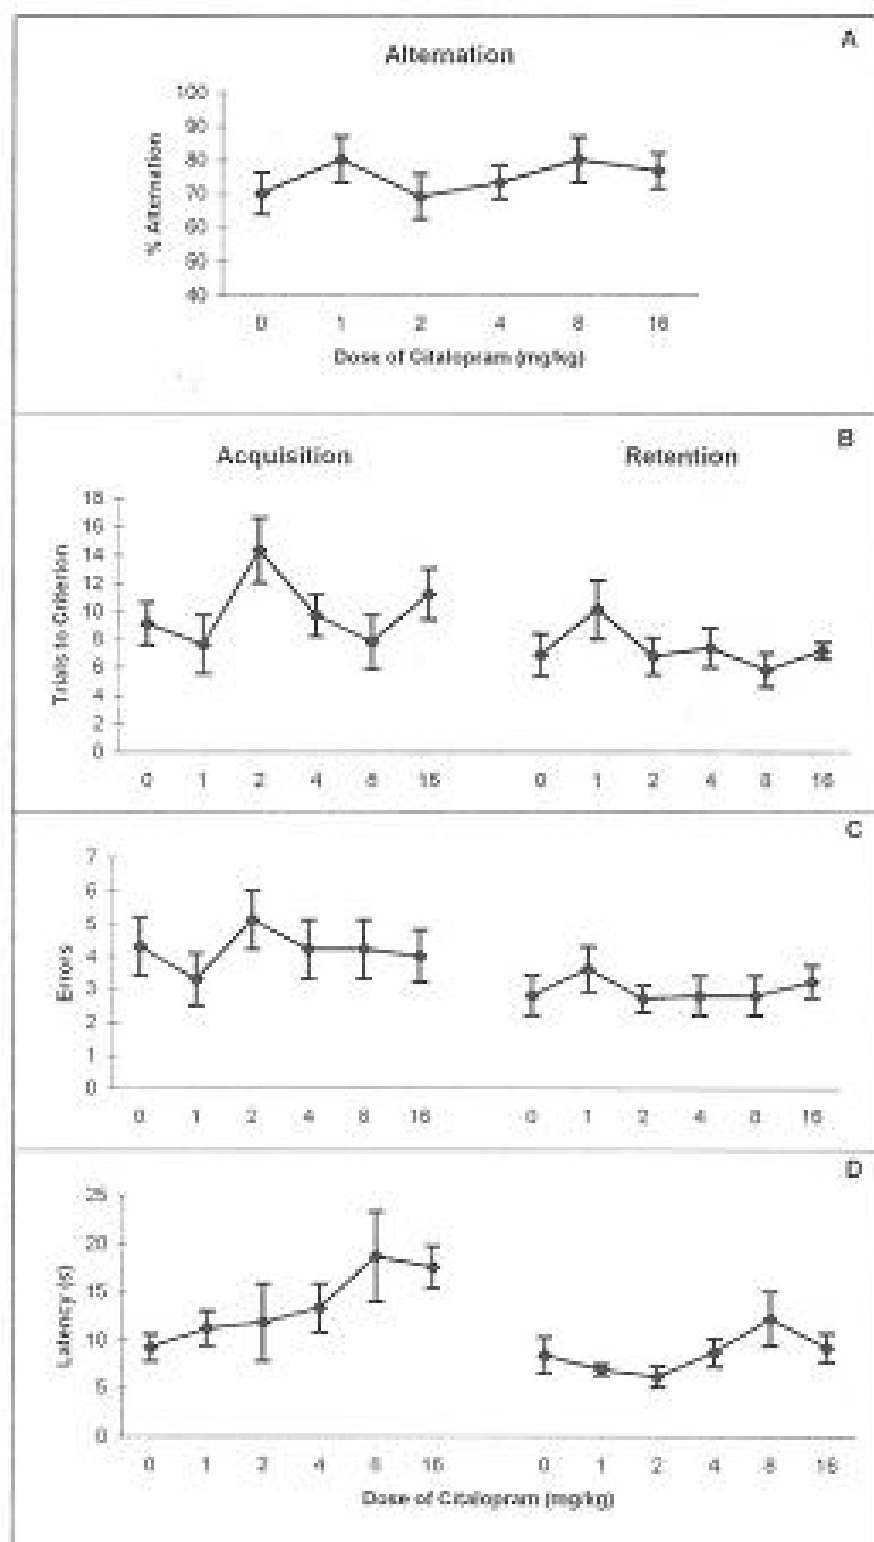 A
Alternation
100
90
80
70
60
50
40
% Alternation
0 1 2 4 8 16
Dose of Citalopram (mg/kg)
B
Acquisition Retention
18
16
14
12
10
8
6
4
2
0
Trials to Criterion
0 1 2 4 8 16 0 1 2 4 8 16
C
7
6
5
4
3
2
1
0
Errors
0 1 2 4 8 16 0 1 2 4 8 16
D
25
20
15
10
5
0
Latency (s)
0 1 2 4 8 16 0 1 2 4 8 16
Dose of Citalopram (mg/kg)